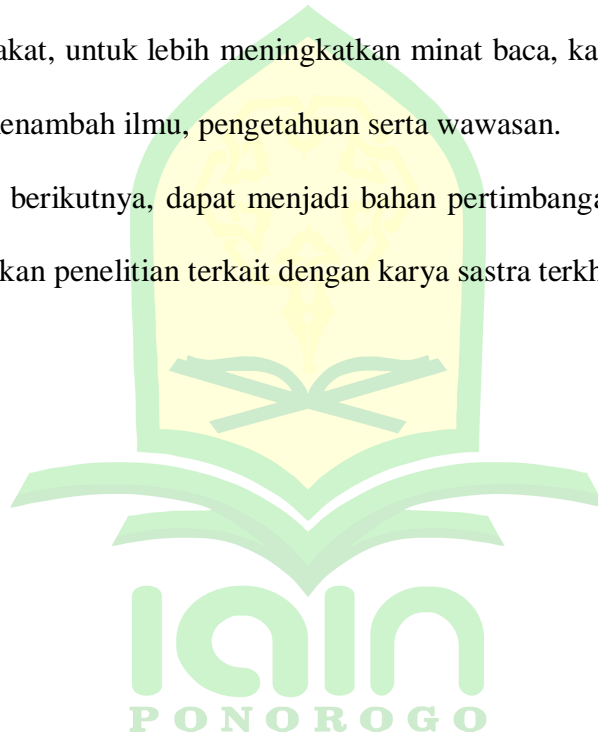 akat, untuk lebih meningkatkan minat baca, ka
enambah ilmu, pengetahuan serta wawasan.
berikutnya, dapat menjadi bahan pertimbanga
kan penelitian terkait dengan karya sastra terkh
iain
PONOROGO